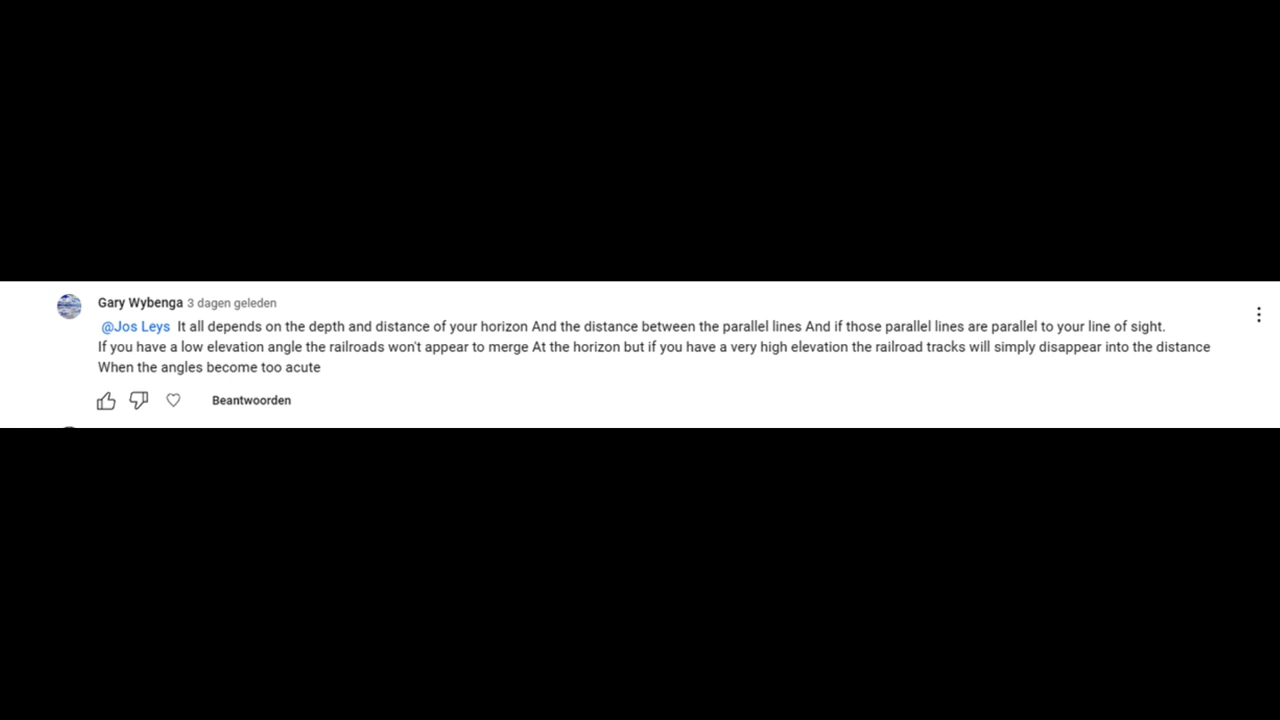 Gary Wybenga 3 dagen geleden
@Jos Leys It all depends on the depth and distance of your horizon And the distance between the parallel lines And if those parallel lines are parallel to your line of sight.
If you have a low elevation angle the railroads won't appear to merge At the horizon but if you have a very high elevation the railroad tracks will simply disappear into the distance
When the angles become too acute
Beantwoorden